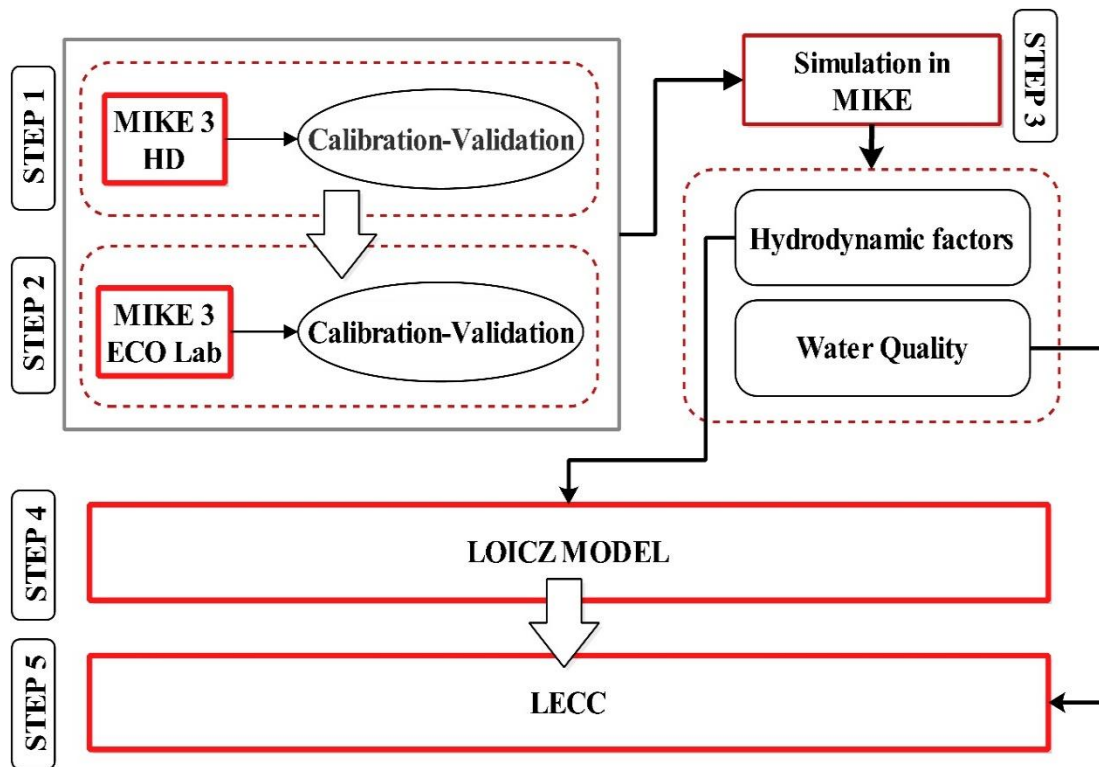 STEP 1
MIKE 3
HD
Calibration-Validation
STEP 2
MIKE 3
ECO Lab
Calibration-Validation
Simulation in
MIKE
STEP 3
Hydrodynamic factors
Water Quality
STEP 4
LOICZ MODEL
STEP 5
LECC